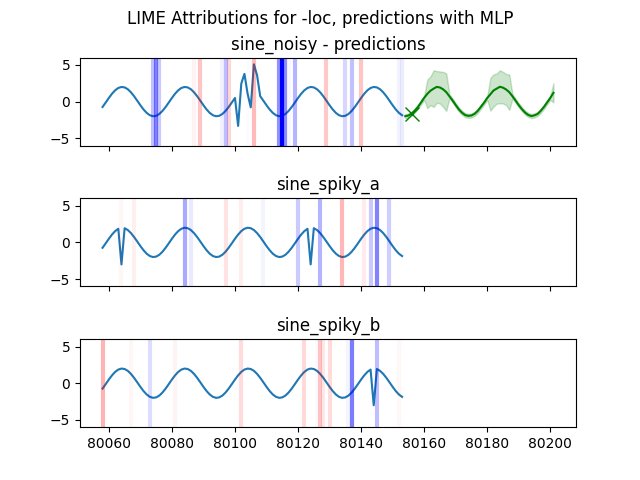 LIME Attributions for -loc, predictions with MLP
sine_noisy - predictions
5
0
−5
sine_spiky_a
5
0
−5
sine_spiky_b
5
0
−5
80060 80080 80100 80120 80140 80160 80180 80200